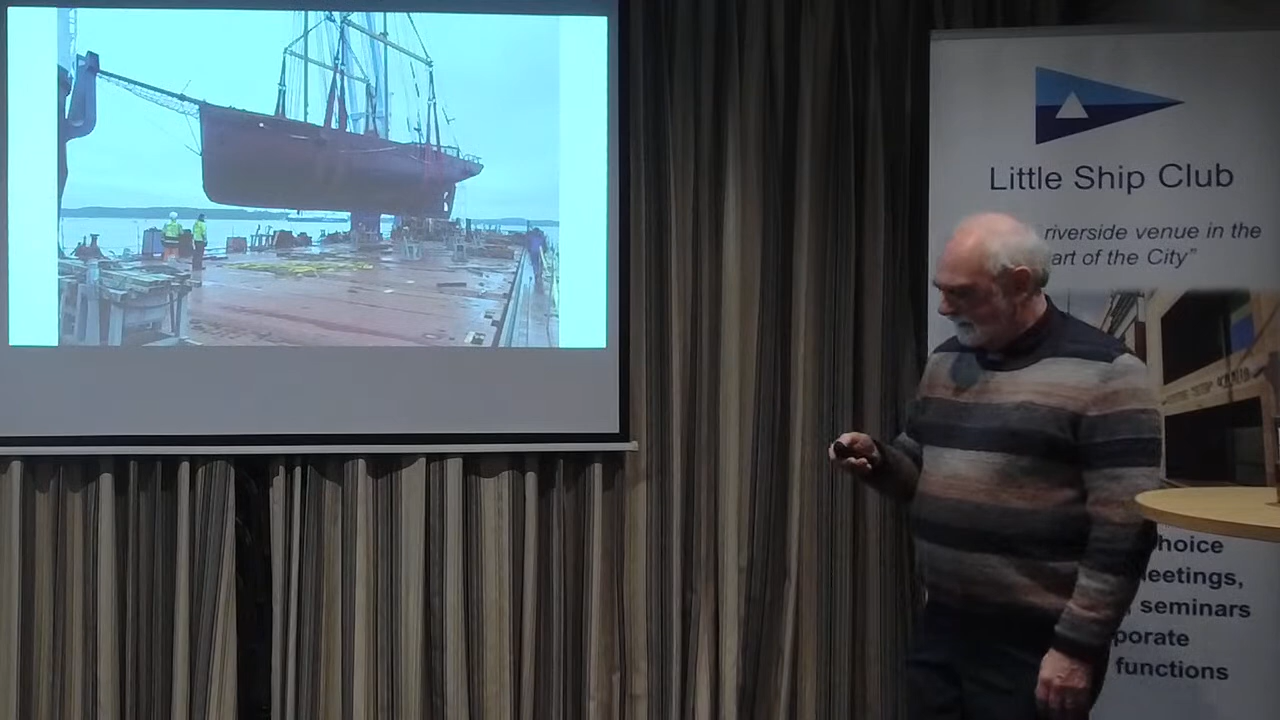 Little Ship Club
riverside venue in the
art of the City”
hoice
eetings,
seminars
porate
functions